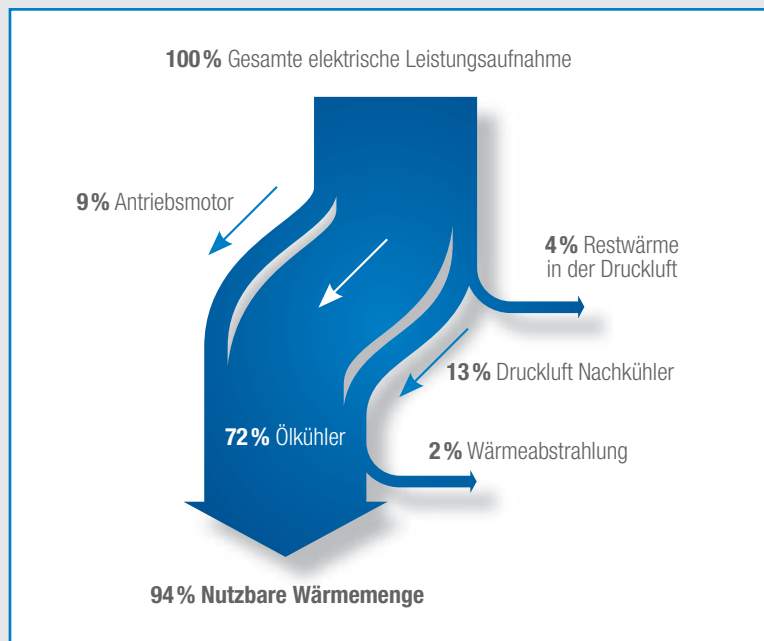 100 % Gesamte elektrische Leistungsaufnahme
9 % Antriebsmotor
4 % Restwärme
in der Druckluft
13 % Druckluft Nachkühler
72 % Ölkühler
2 % Wärmeabstrahlung
94 % Nutzbare Wärmemenge